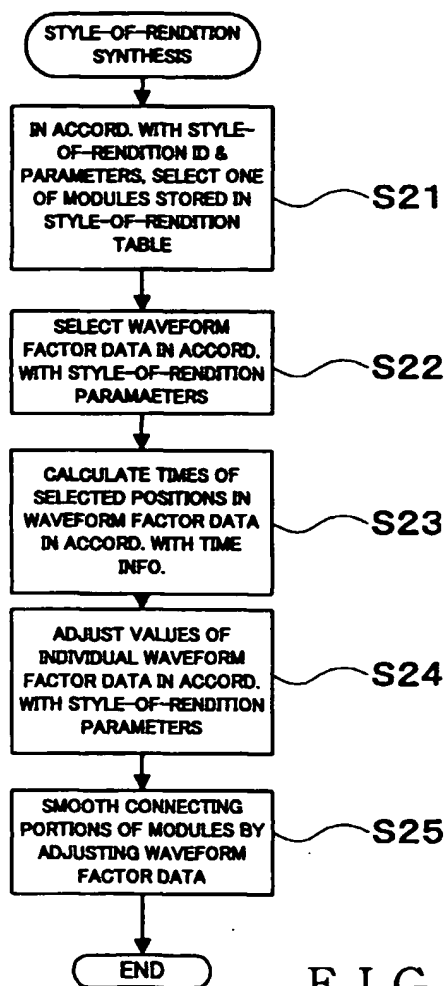 STYLE-OF-RENDITION
SYNTHESIS
IN ACCORD. WITH STYLE-
OF-RENDITION ID &
PARAMETERS, SELECT ONE
OF MODULES STORED IN
STYLE-OF-RENDITION
TABLE
S21
SELECT WAVEFORM
FACTOR DATA IN ACCORD.
WITH STYLE-OF-RENDITION
PARAMAETERS
S22
CALCULATE TIMES OF
SELECTED POSITIONS IN
WAVEFORM FACTOR DATA
IN ACCORD. WITH TIME
INFO.
S23
ADJUST VALUES OF
INDIVIDUAL WAVEFORM
FACTOR DATA IN ACCORD.
WITH STYLE-OF-RENDITION
PARAMETERS
S24
SMOOTH CONNECTING
PORTIONS OF MODULES BY
ADJUSTING WAVEFORM
FACTOR DATA
S25
END
FIG